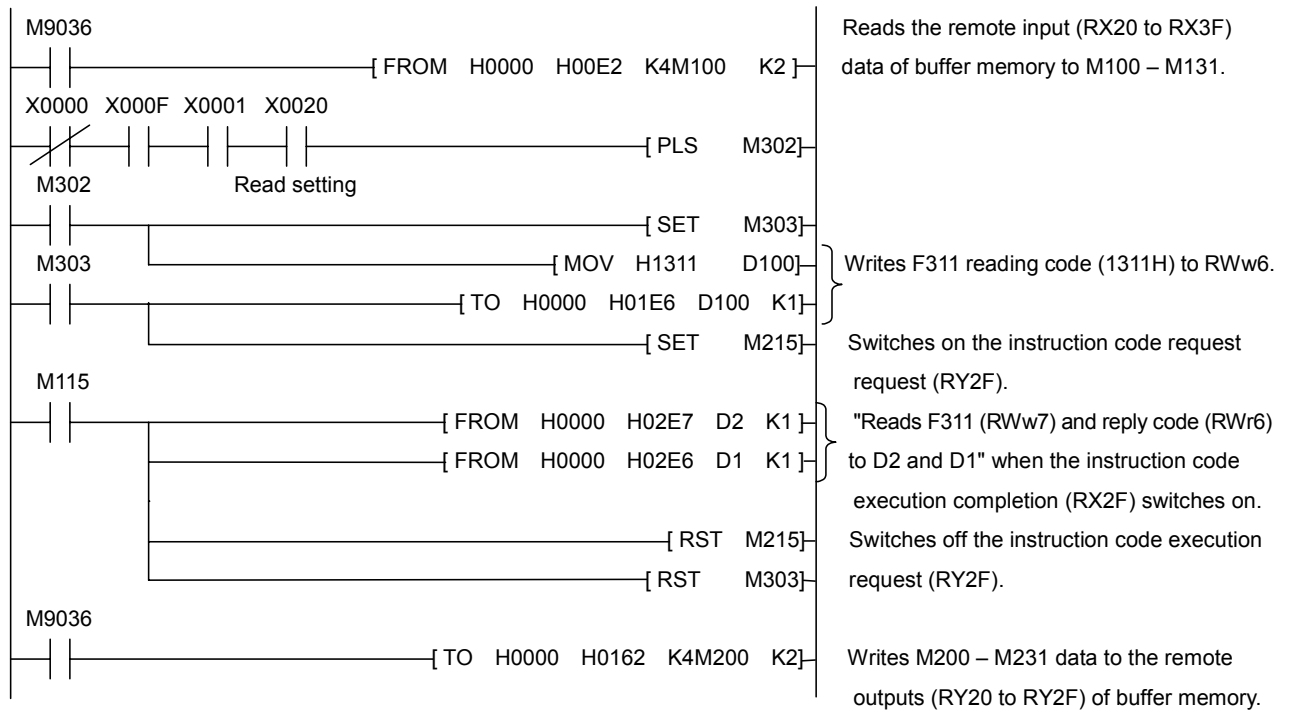 M9036
[ FROM H0000 H00E2 K4M100 K2 ]
Reads the remote input (RX20 to RX3F)
data of buffer memory to M100 – M131.
X0000 X000F X0001 X0020
[ PLS M302]
Read setting
M302
[ SET M303]
[ MOV H1311 D100]
Writes F311 reading code (1311H) to RWw6.
M303
[ TO H0000 H01E6 D100 K1]
[ SET M215]
Switches on the instruction code request
request (RY2F).
M115
[ FROM H0000 H02E7 D2 K1 ]
[ FROM H0000 H02E6 D1 K1 ]
"Reads F311 (RWw7) and reply code (RWr6)
to D2 and D1" when the instruction code
execution completion (RX2F) switches on.
[ RST M215]
[ RST M303]
Switches off the instruction code execution
request (RY2F).
M9036
[ TO H0000 H0162 K4M200 K2]
Writes M200 – M231 data to the remote
outputs (RY20 to RY2F) of buffer memory.